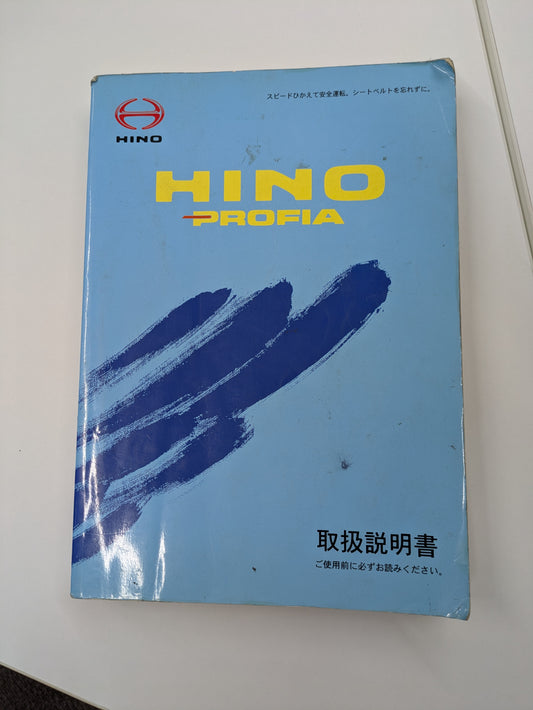 スピードひかえて安全運転。シートベルトを忘れずに。
HINO
HINO
PROFIA
取扱説明書
ご使用前に必ずお読みください。